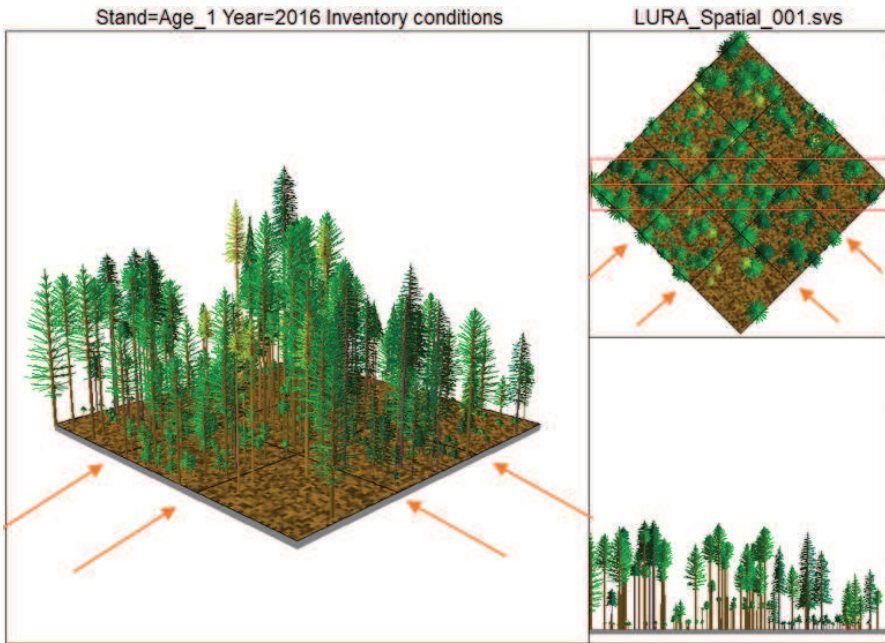 Stand=Age_1 Year=2016 Inventory conditions
LURA_Spatial_001.svs